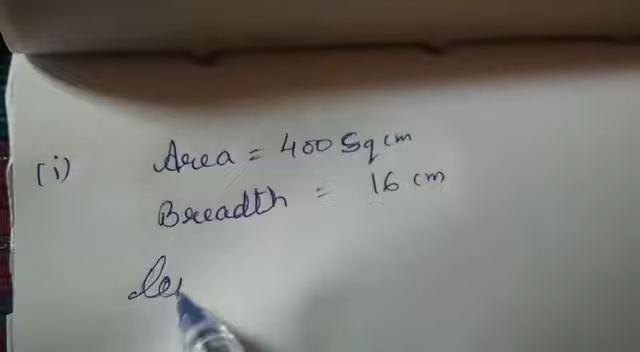 (i) Area = 400 Sq cm
Breadth = 16 cm